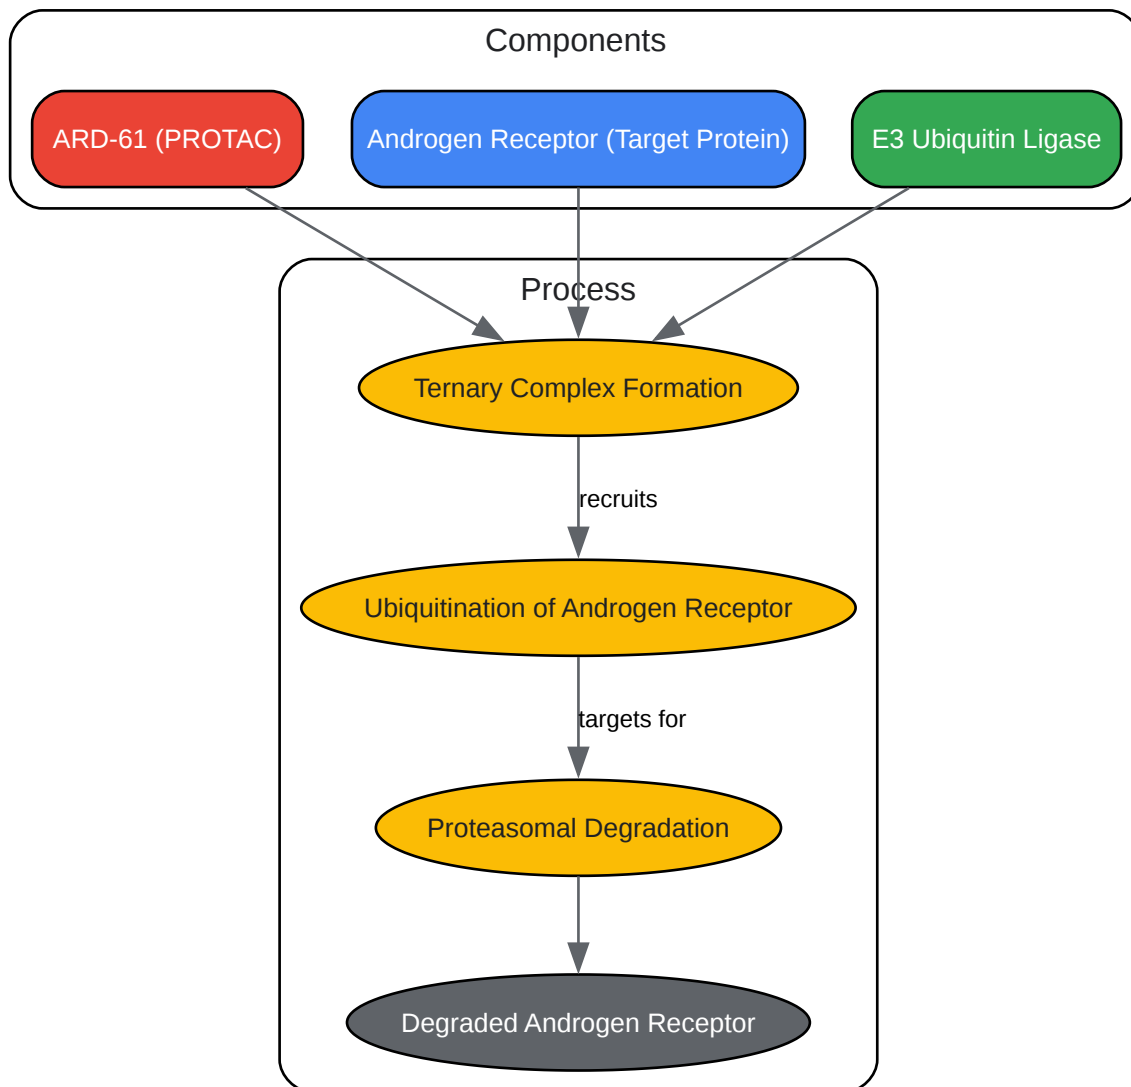 Components
ARD-61 (PROTAC)
Androgen Receptor (Target Protein)
E3 Ubiquitin Ligase
Process
Ternary Complex Formation
recruits
Ubiquitination of Androgen Receptor
targets for
Proteasomal Degradation
Degraded Androgen Receptor